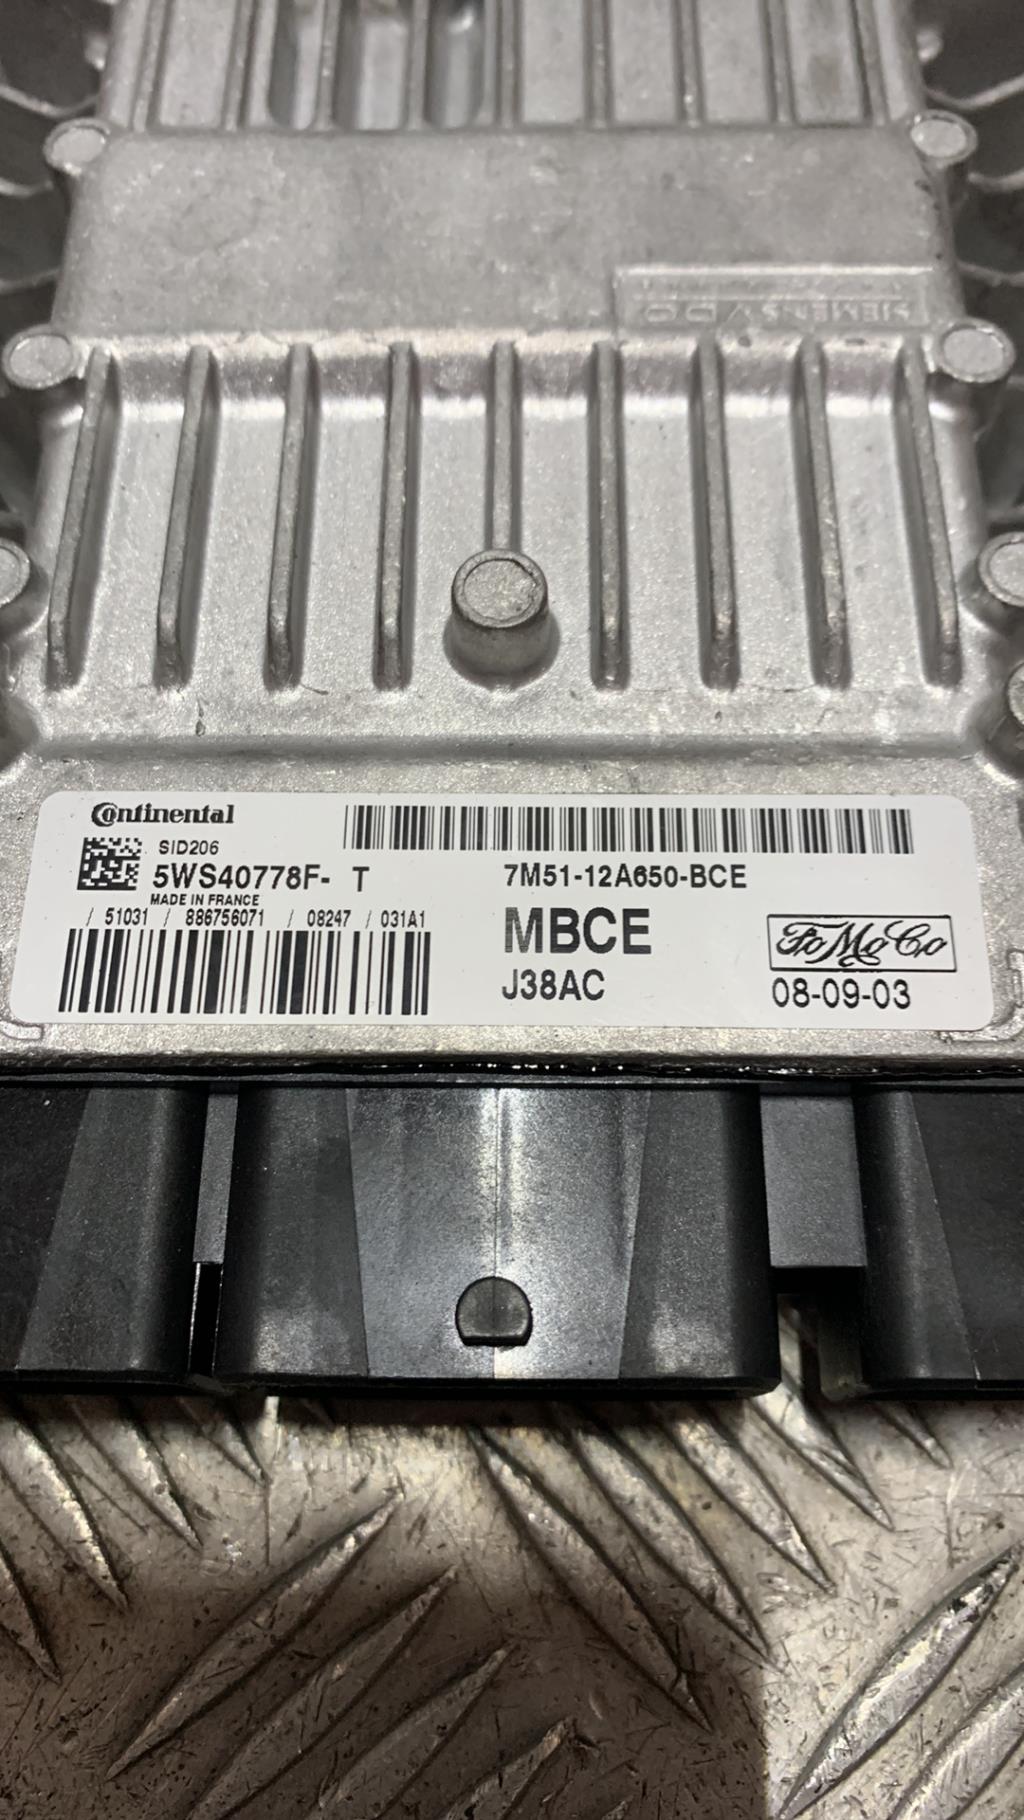 SIEMENS VDO
Continental
SID206
5WS40778F- T
MADE IN FRANCE
/ 51031 / 886756071 / 08247 / 031A1
7M51-12A650-BCE
MBCE
J38AC
FoMoCo
08-09-03